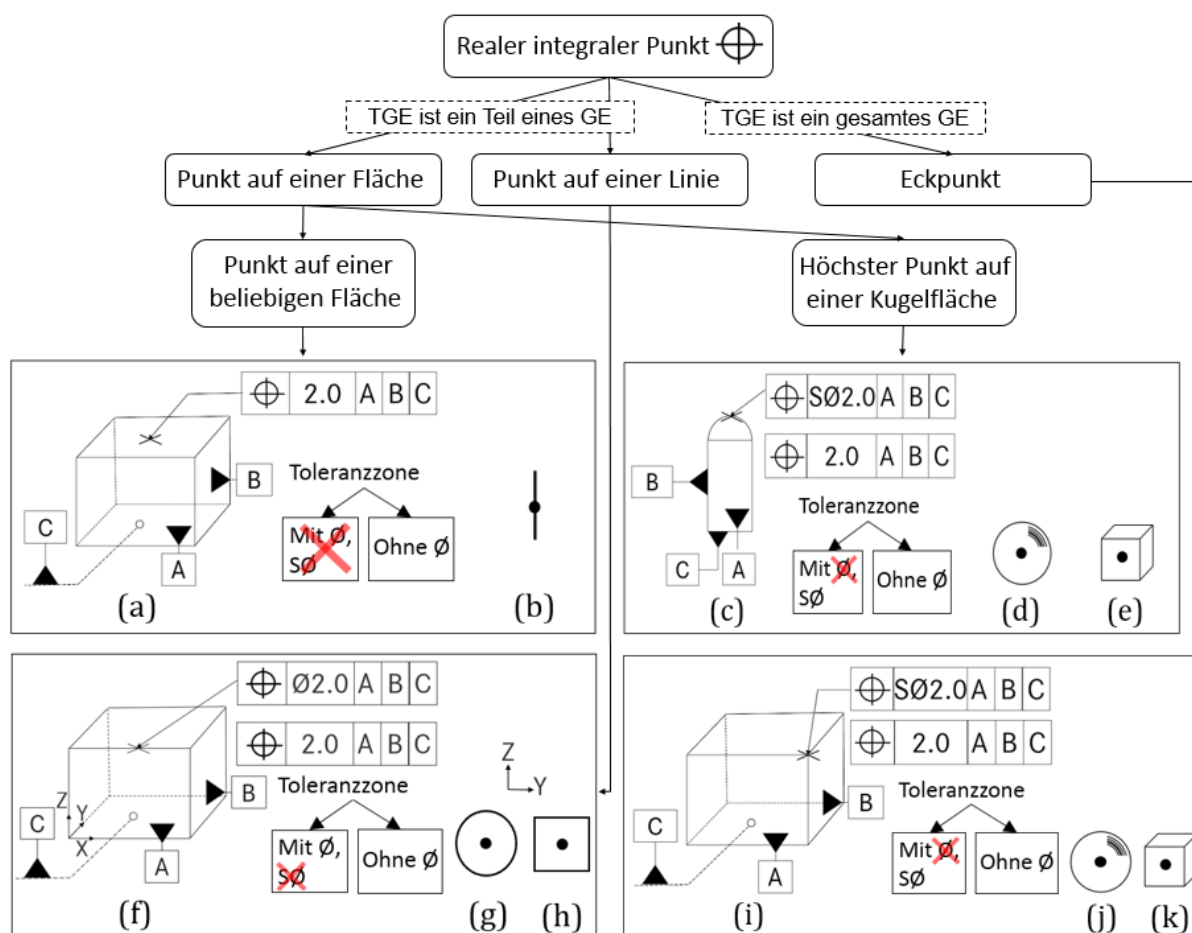 Realer integraler Punkt
TGE ist ein Teil eines GE
TGE ist ein gesamtes GE
Punkt auf einer Fläche
Punkt auf einer Linie
Eckpunkt
Punkt auf einer
beliebigen Fläche
Höchster Punkt auf
einer Kugelfläche
2.0 A B C
B
C
A
Toleranzzone
Mit Ø,
SØ
Ohne Ø
(a)
(b)
SØ2.0 A B C
2.0 A B C
B
C
A
Toleranzzone
Mit Ø,
SØ
Ohne Ø
(c)
(d)
(e)
Ø2.0 A B C
2.0 A B C
B
C
Z
Y
X
A
Toleranzzone
Mit Ø,
SØ
Ohne Ø
Z
Y
(f)
(g)
(h)
SØ2.0 A B C
2.0 A B C
B
C
A
Toleranzzone
Mit Ø,
SØ
Ohne Ø
(i)
(j)
(k)